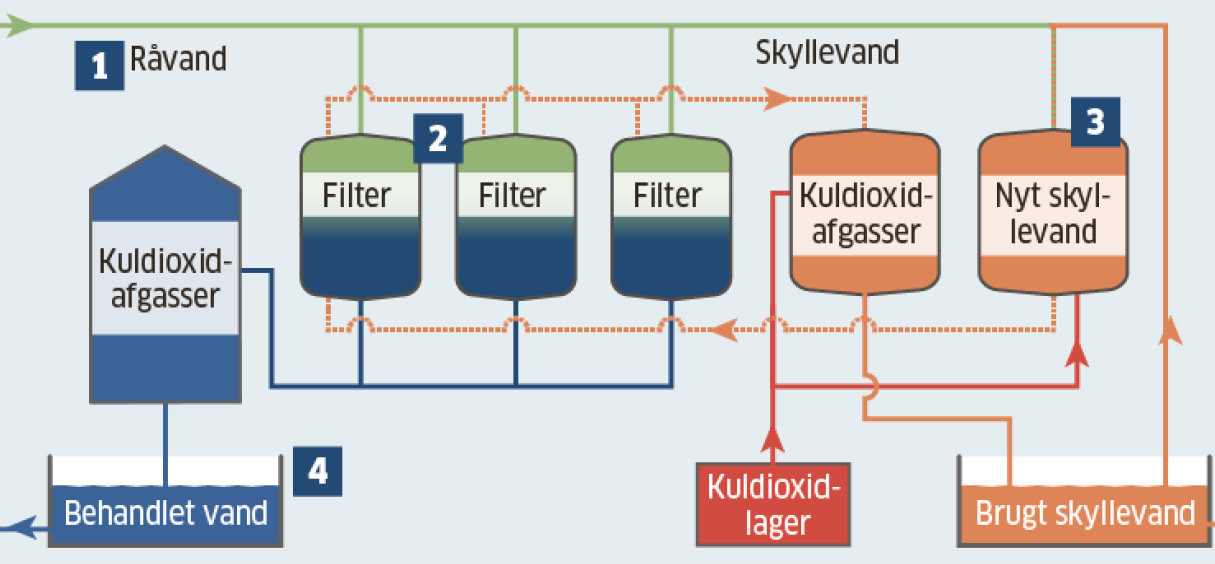 1 Råvand
Skyllevand
2
3
Filter
Filter
Filter
Kuldioxid-
afgasser
Nyt skyl-
levand
Kuldioxid-
afgasser
4
Behandlet vand
Kuldioxid-
lager
Brugt skyllevand